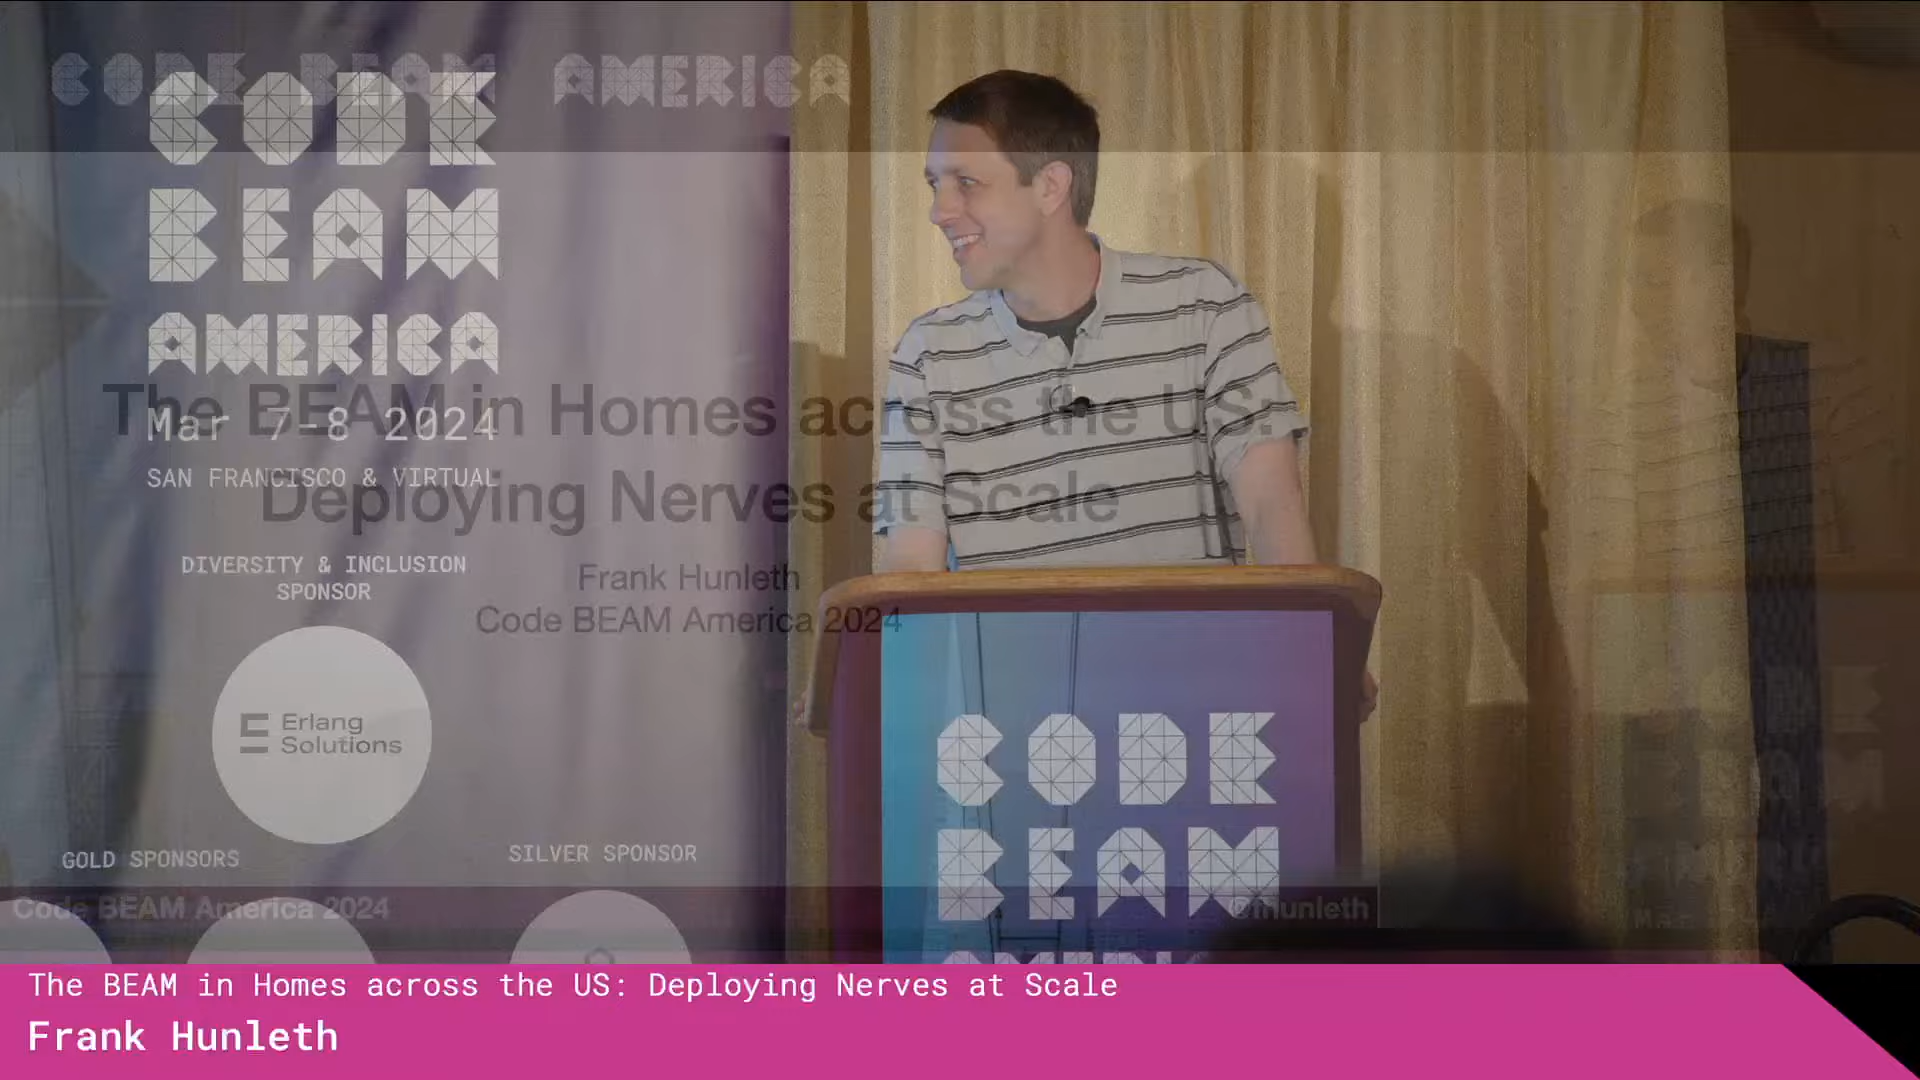 CODE BEAM AMERICA
CODE
BEAM
AMERICA
Mar 7-8 2024
SAN FRANCISCO & VIRTUAL
The BEAM in Homes across the US:
Deploying Nerves at Scale
Frank Hunleth
Code BEAM America 2024
DIVERSITY & INCLUSION
SPONSOR
Erlang
Solutions
GOLD SPONSORS
SILVER SPONSOR
CODE
BEAM
AMERICA
Code BEAM America 2024
@fhunleth
The BEAM in Homes across the US: Deploying Nerves at Scale
Frank Hunleth